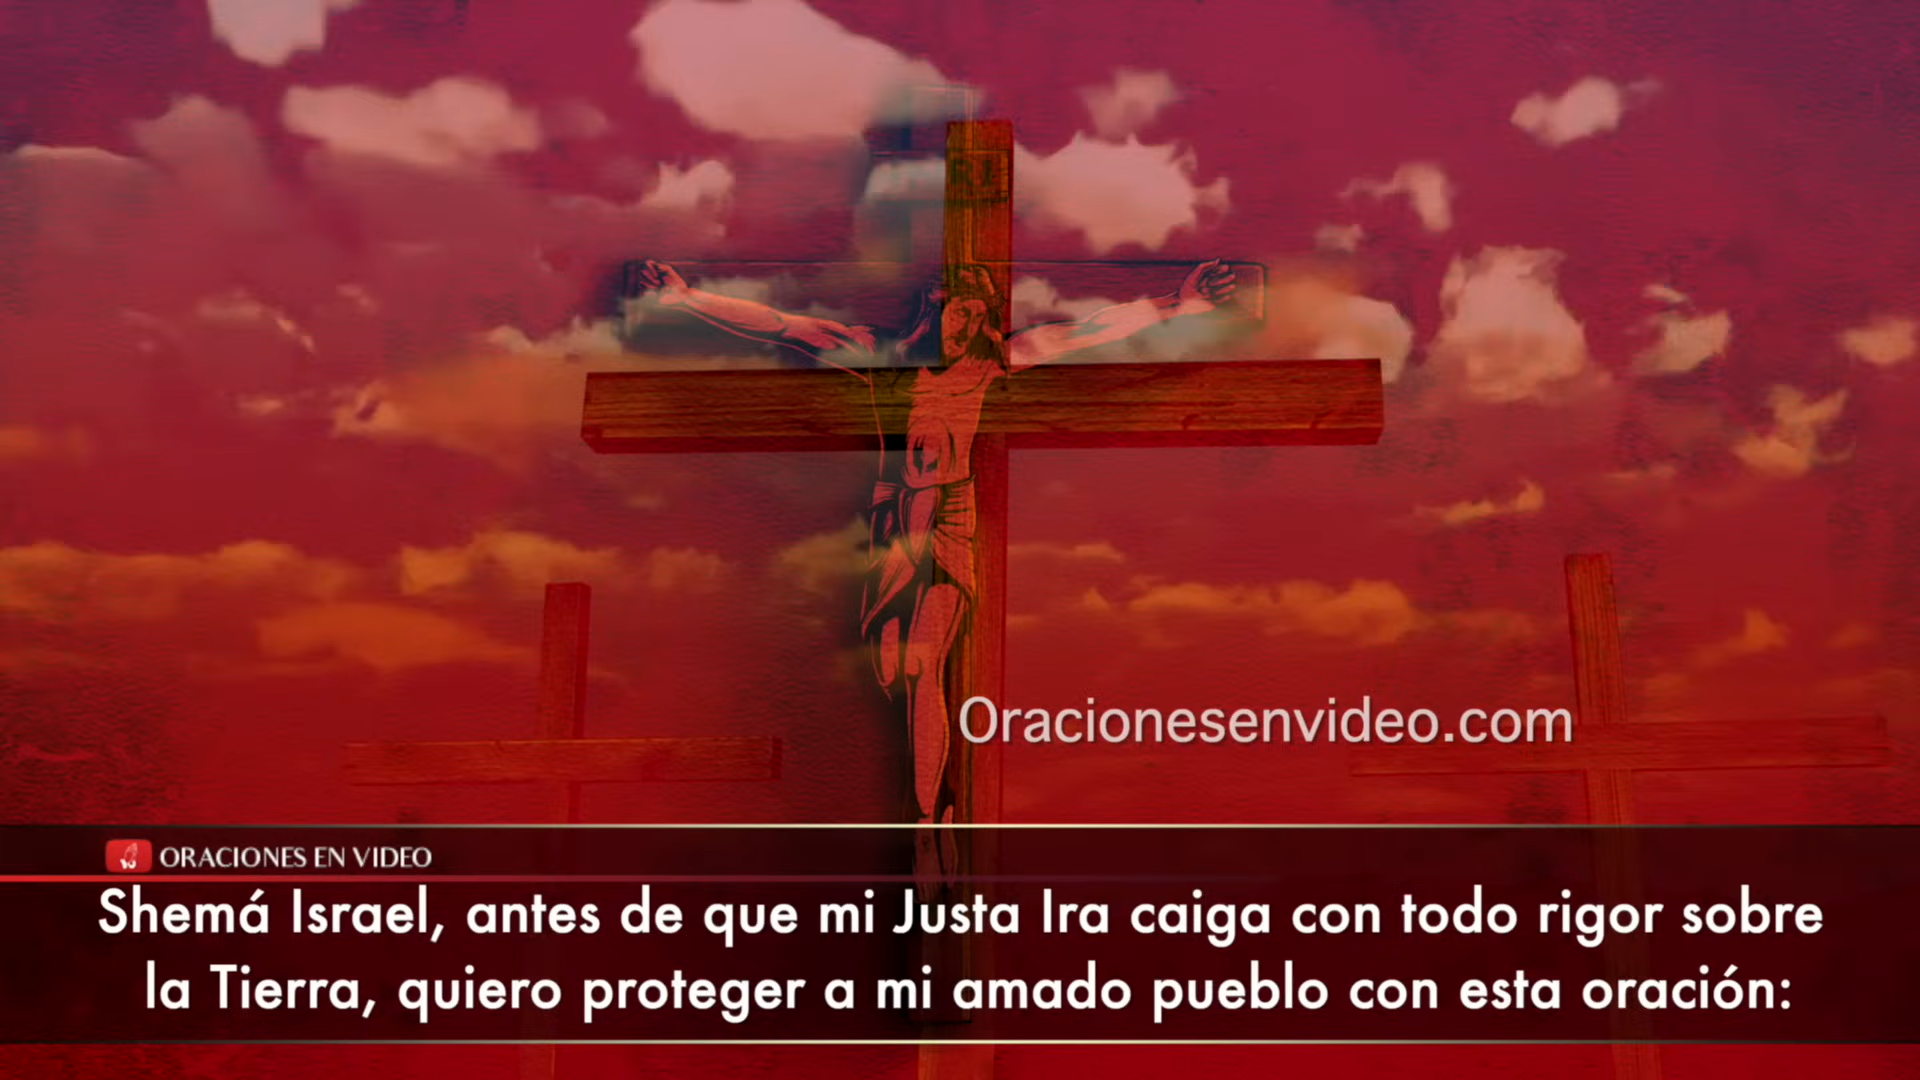 Oracionesenvideo.com
ORACIONES EN VIDEO
Shemá Israel, antes de que mi Justa Ira caiga con todo rigor sobre
la Tierra, quiero proteger a mi amado pueblo con esta oración: